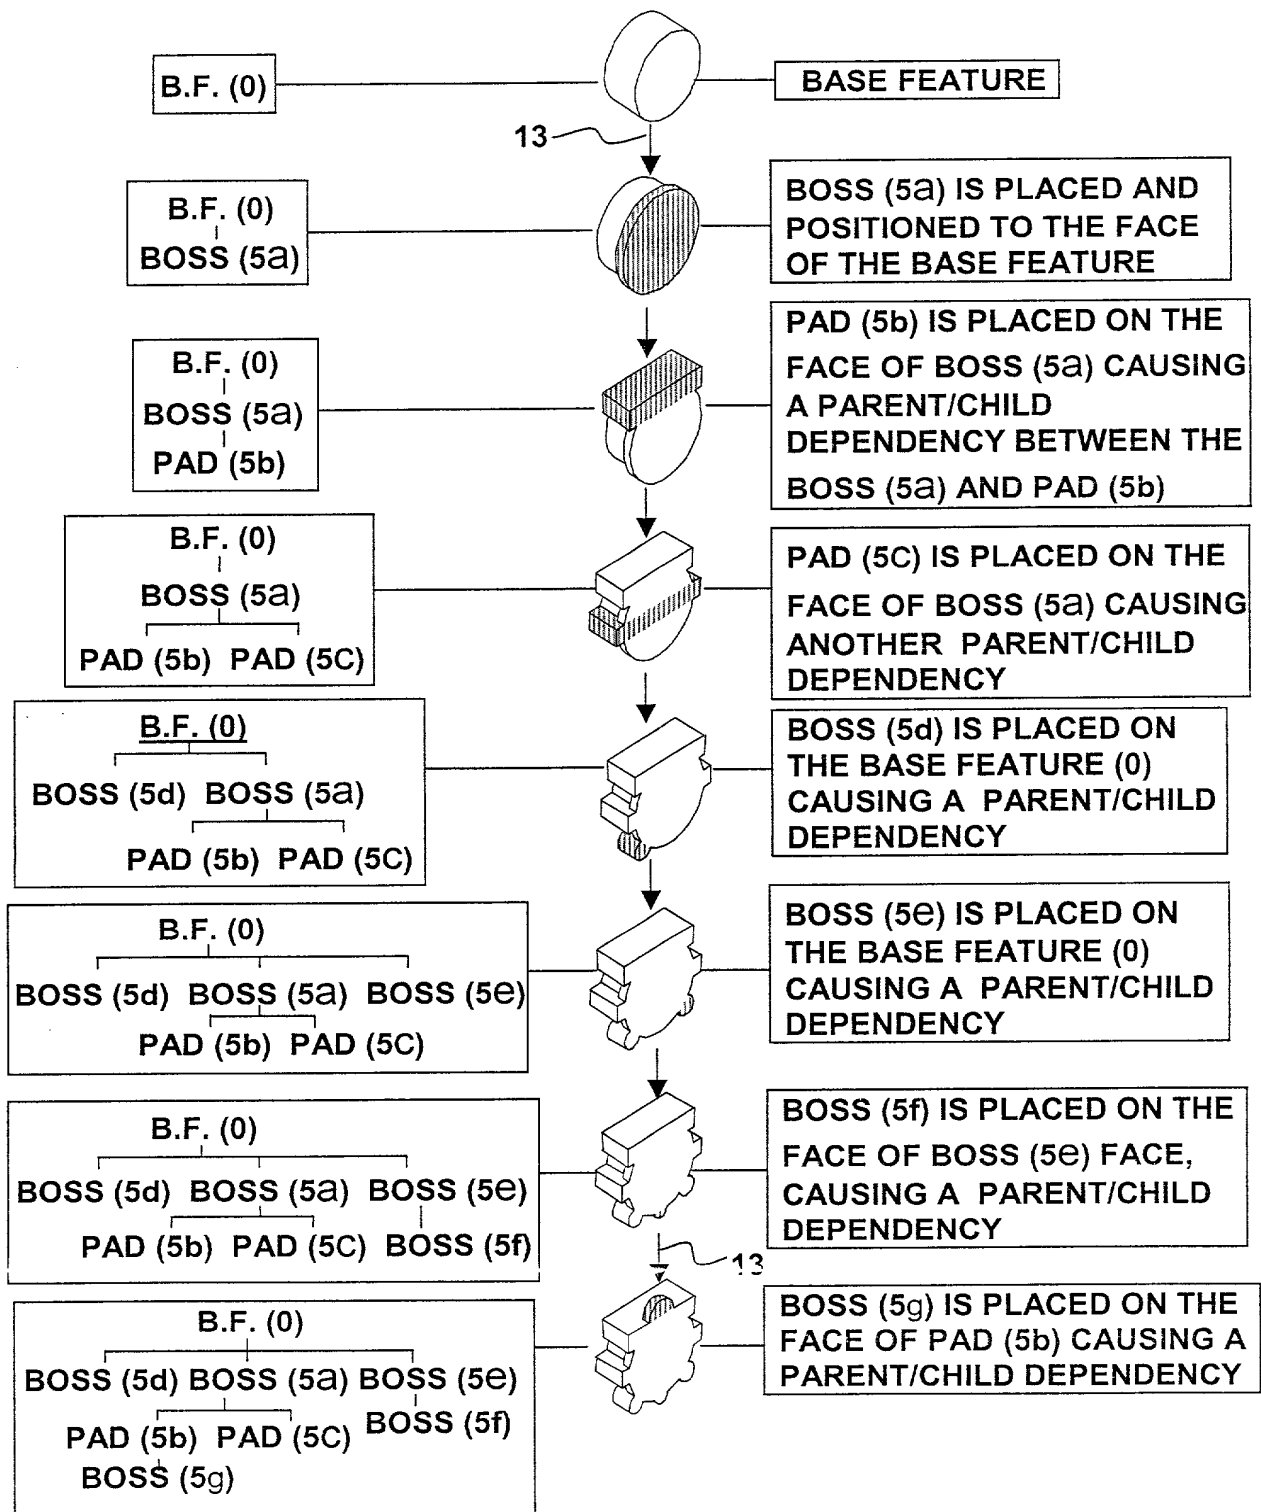 B.F. (0)
BASE FEATURE
13
B.F. (0)
BOSS (5a)
BOSS (5a) IS PLACED AND
POSITIONED TO THE FACE
OF THE BASE FEATURE
B.F. (0)
BOSS (5a)
PAD (5b)
PAD (5b) IS PLACED ON THE
FACE OF BOSS (5a) CAUSING
A PARENT/CHILD
DEPENDENCY BETWEEN THE
BOSS (5a) AND PAD (5b)
B.F. (0)
BOSS (5a)
PAD (5b) PAD (5C)
PAD (5C) IS PLACED ON THE
FACE OF BOSS (5a) CAUSING
ANOTHER PARENT/CHILD
DEPENDENCY
B.F. (0)
BOSS (5d) BOSS (5a)
PAD (5b) PAD (5C)
BOSS (5d) IS PLACED ON
THE BASE FEATURE (0)
CAUSING A PARENT/CHILD
DEPENDENCY
B.F. (0)
BOSS (5d) BOSS (5a) BOSS (5e)
PAD (5b) PAD (5C)
BOSS (5e) IS PLACED ON
THE BASE FEATURE (0)
CAUSING A PARENT/CHILD
DEPENDENCY
B.F. (0)
BOSS (5d) BOSS (5a) BOSS (5e)
PAD (5b) PAD (5C) BOSS (5f)
BOSS (5f) IS PLACED ON THE
FACE OF BOSS (5e) FACE,
CAUSING A PARENT/CHILD
DEPENDENCY
13
B.F. (0)
BOSS (5d) BOSS (5a) BOSS (5e)
PAD (5b) PAD (5C) BOSS (5f)
BOSS (5g)
BOSS (5g) IS PLACED ON THE
FACE OF PAD (5b) CAUSING A
PARENT/CHILD DEPENDENCY